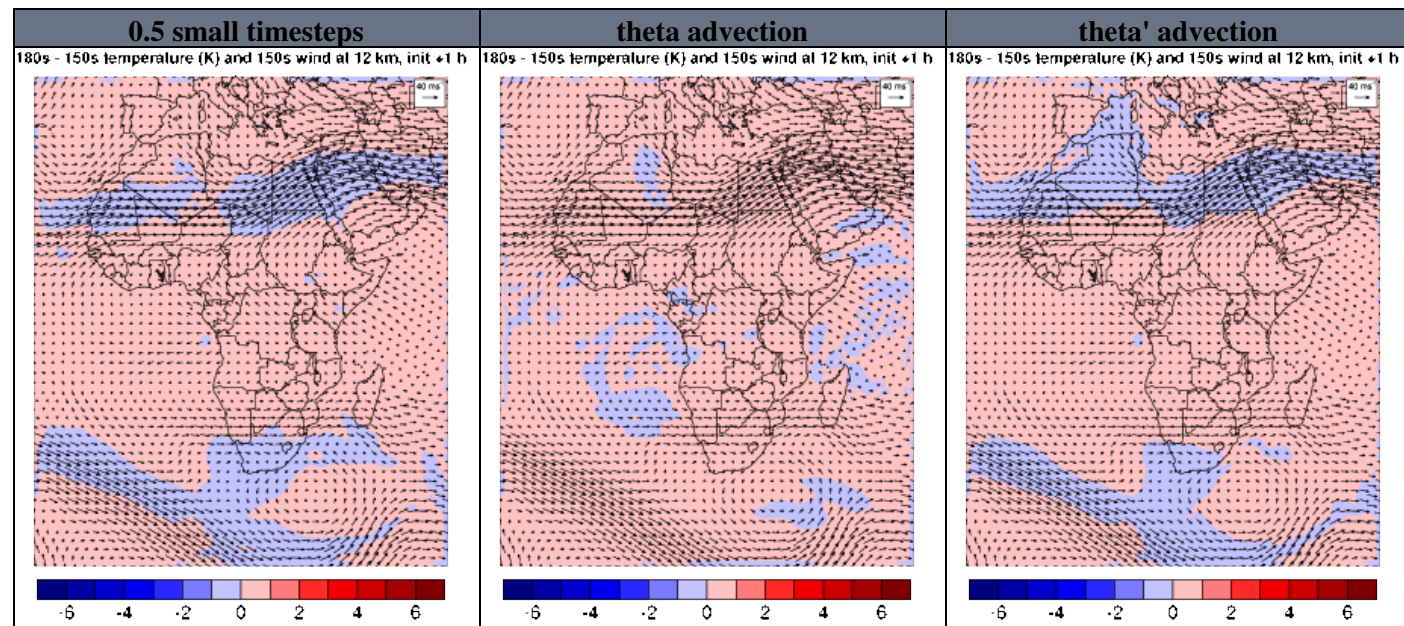 0.5 small timesteps
theta advection
theta' advection
180s - 150s temperature (K) and 150s wind at 12 km, init +1 h
180s - 150s temperature (K) and 150s wind at 12 km, init +1 h
180s - 150s temperature (K) and 150s wind at 12 km, init +1 h
40 ms
40 ms
40 ms
-6 -4 -2 0 2 4 6
-6 -4 -2 0 2 4 6
-6 -4 -2 0 2 4 6